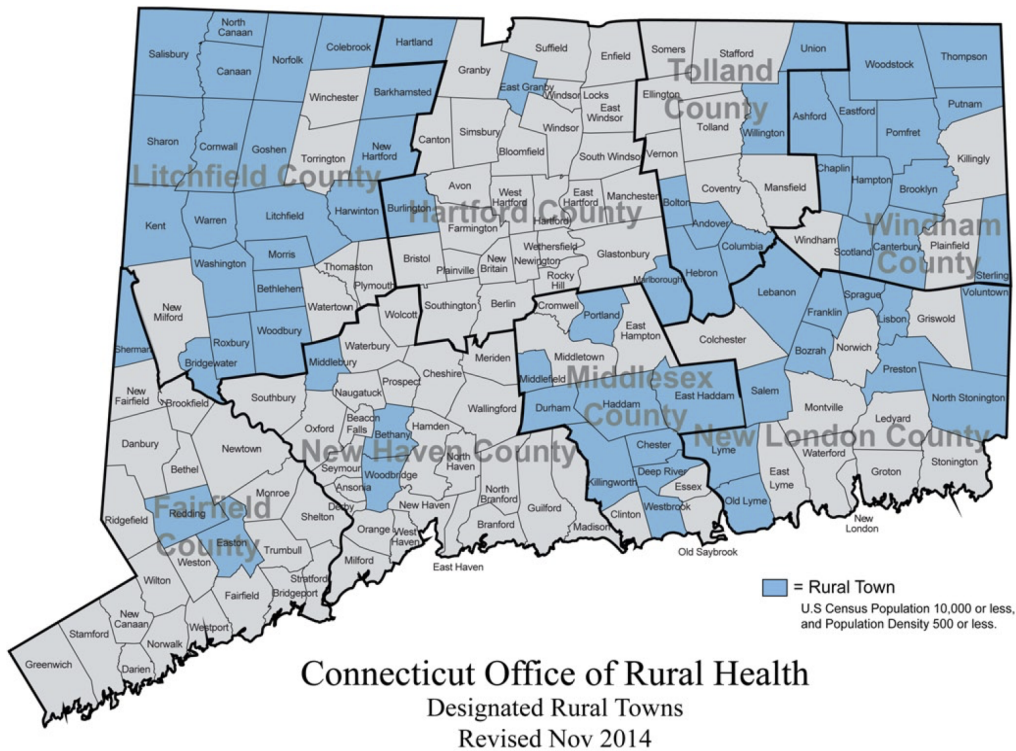 North
Canaan
Salisbury
Canaan
Norfolk
Colebrook
Hartland
Granby
Suffield
Enfield
Somers
Stafford
Union
Woodstock
Thompson
Tolland
County
Winchester
Barkhamsted
East Granby
Windsor Locks
East
Windsor
Ellington
Tolland
Willington
Ashford
Eastford
Pomfret
Putnam
Killingly
Sharon
Cornwall
Goshen
Torrington
New
Hartford
Canton
Simsbury
Bloomfield
Windsor
South Windsor
Vernon
Litchfield County
Coventry
Mansfield
Chaplin
Hampton
Brooklyn
Kent
Warren
Litchfield
Harwinton
Burlington
Avon
West
Hartford
East
Hartford
Manchester
Hartford County
Hartford
Farmington
Bolton
Andover
Columbia
Windham
Windham
County
Scotland
Canterbury
Plainfield
Sterling
Washington
Morris
Thomaston
Bethlehem
Plymouth
Watertown
Bristol
Plainville
New
Britain
Wethersfield
Newington
Rocky
Hill
Glastonbury
Marlborough
Hebron
Lebanon
Franklin
Sprague
Lisbon
Griswold
Voluntown
New
Milford
Wolcott
Southington
Berlin
Cromwell
Portland
East
Hampton
Colchester
Bozrah
Norwich
Preston
North Stonington
Sherman
Bridgewater
Roxbury
Woodbury
Middlebury
Waterbury
Meriden
Middletown
Middlefield
Middlesex
County
Haddam
East Haddam
Salem
Montville
Ledyard
New
Fairfield
Brookfield
Southbury
Naugatuck
Prospect
Cheshire
Wallingford
Durham
Danbury
Newtown
Oxford
Beacon
Falls
Bethany
Hamden
New Haven County
North
Haven
Chester
Deep River
Essex
Killingworth
Westbrook
Clinton
New London County
Lyme
Old Lyme
East
Lyme
Waterford
Groton
Stonington
New
London
Old Saybrook
Bethel
Seymour
Ansonia
Woodbridge
Derby
New Haven
North
Branford
Guilford
Madison
Branford
East Haven
Ridgefield
Redding
Fairfield
County
Monroe
Shelton
Orange
West
Haven
Milford
Easton
Weston
Trumbull
Stratford
Bridgeport
Wilton
Fairfield
New
Canaan
Westport
Norwalk
Darien
Stamford
Greenwich
= Rural Town
U.S Census Population 10,000 or less,
and Population Density 500 or less.
Connecticut Office of Rural Health
Designated Rural Towns
Revised Nov 2014